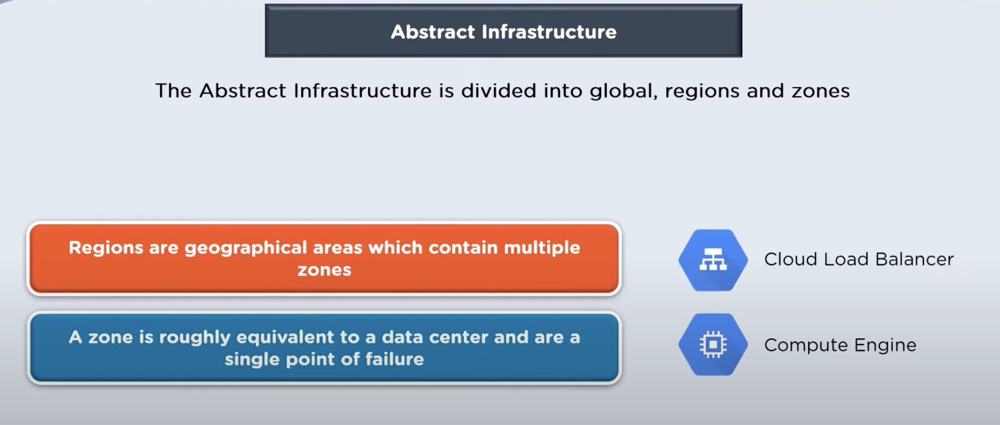 Abstract Infrastructure
The Abstract Infrastructure is divided into global, regions and zones
Regions are geographical areas which contain multiple
zones
Cloud Load Balancer
A zone is roughly equivalent to a data center and are a
single point of failure
Compute Engine